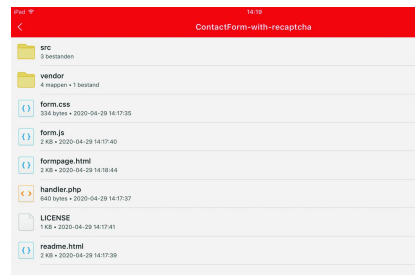 iPad
14:19
ContactForm-with-recaptcha
src
3 bestanden
vendor
4 mappen • 1 bestand
form.css
334 bytes • 2020-04-29 14:17:35
form.js
2 KB • 2020-04-29 14:17:40
formpage.html
2 KB • 2020-04-29 14:18:44
handler.php
640 bytes • 2020-04-29 14:17:37
LICENSE
1 KB • 2020-04-29 14:17:41
readme.html
2 KB • 2020-04-29 14:17:39